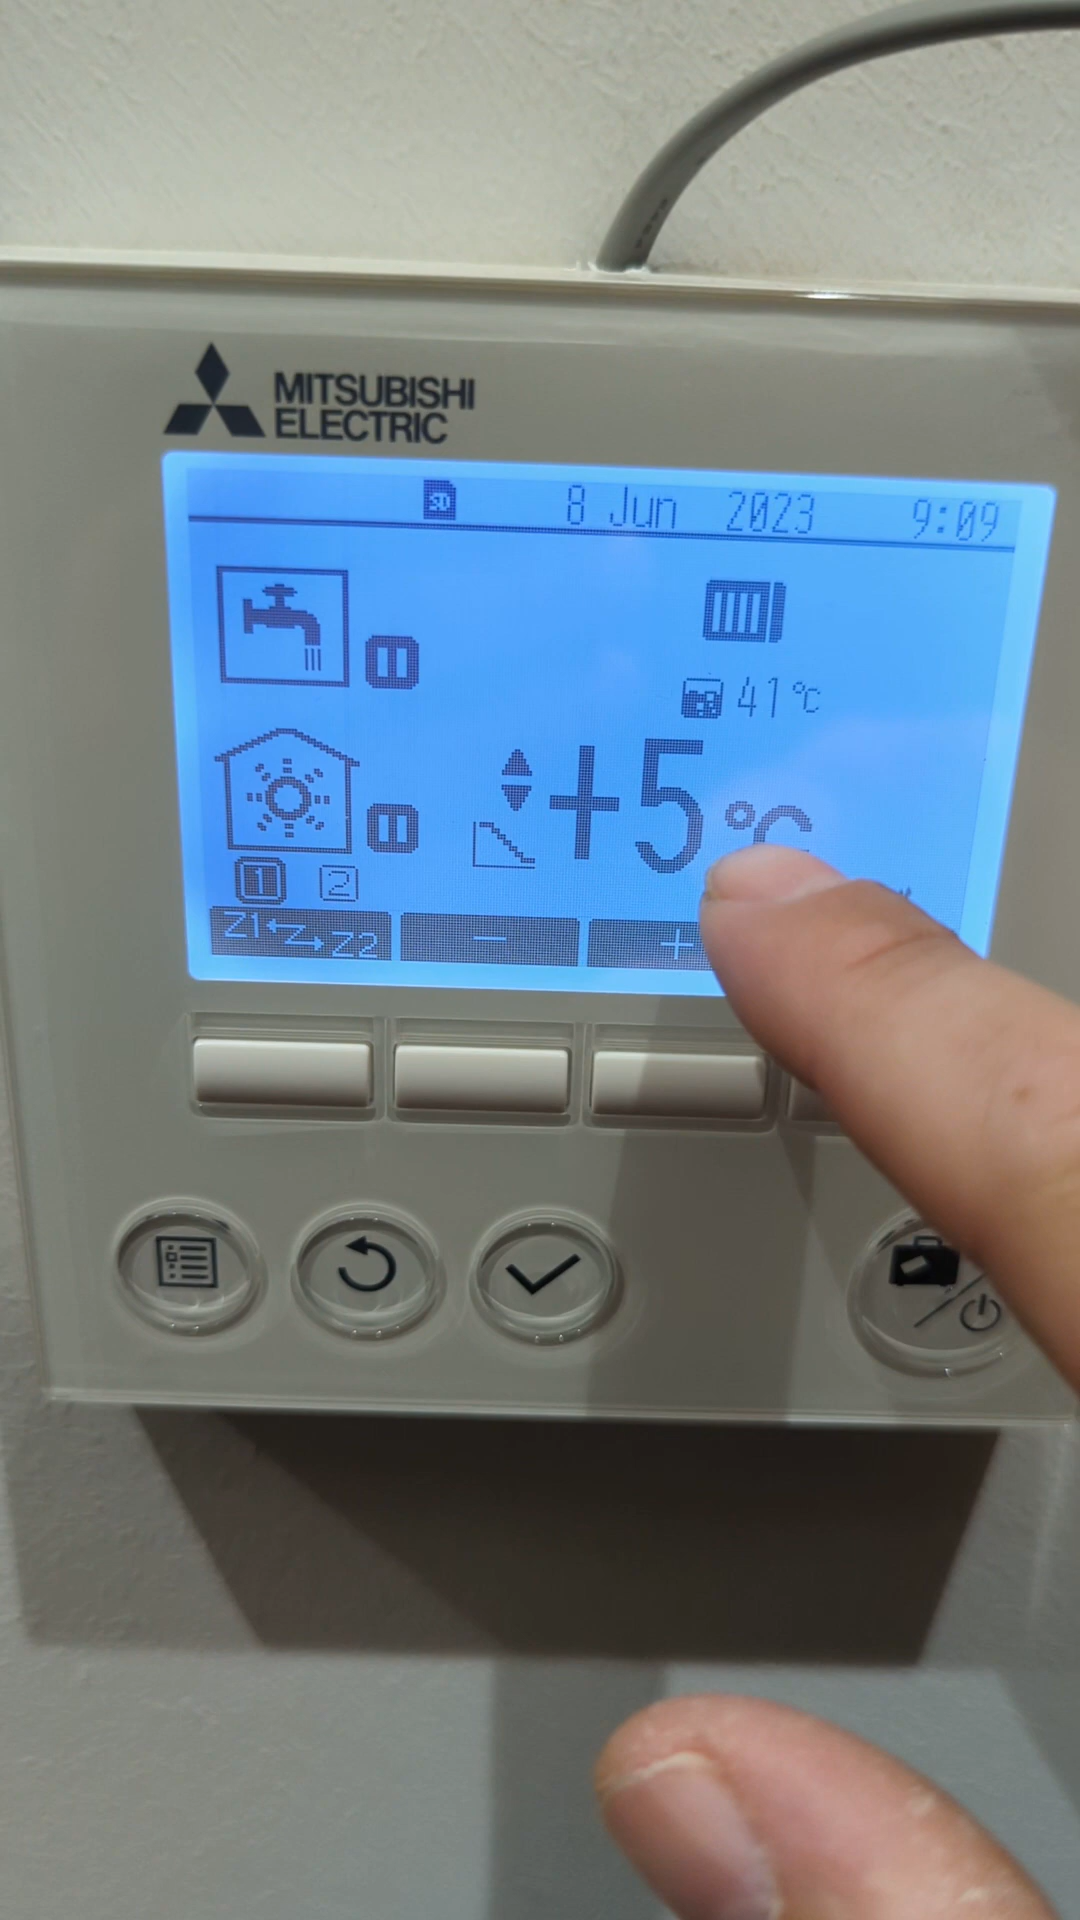 MITSUBISHI
ELECTRIC
8 Jun 2023 9:09
41°C
+5°C
1 2
Z1 Z Z2 − +